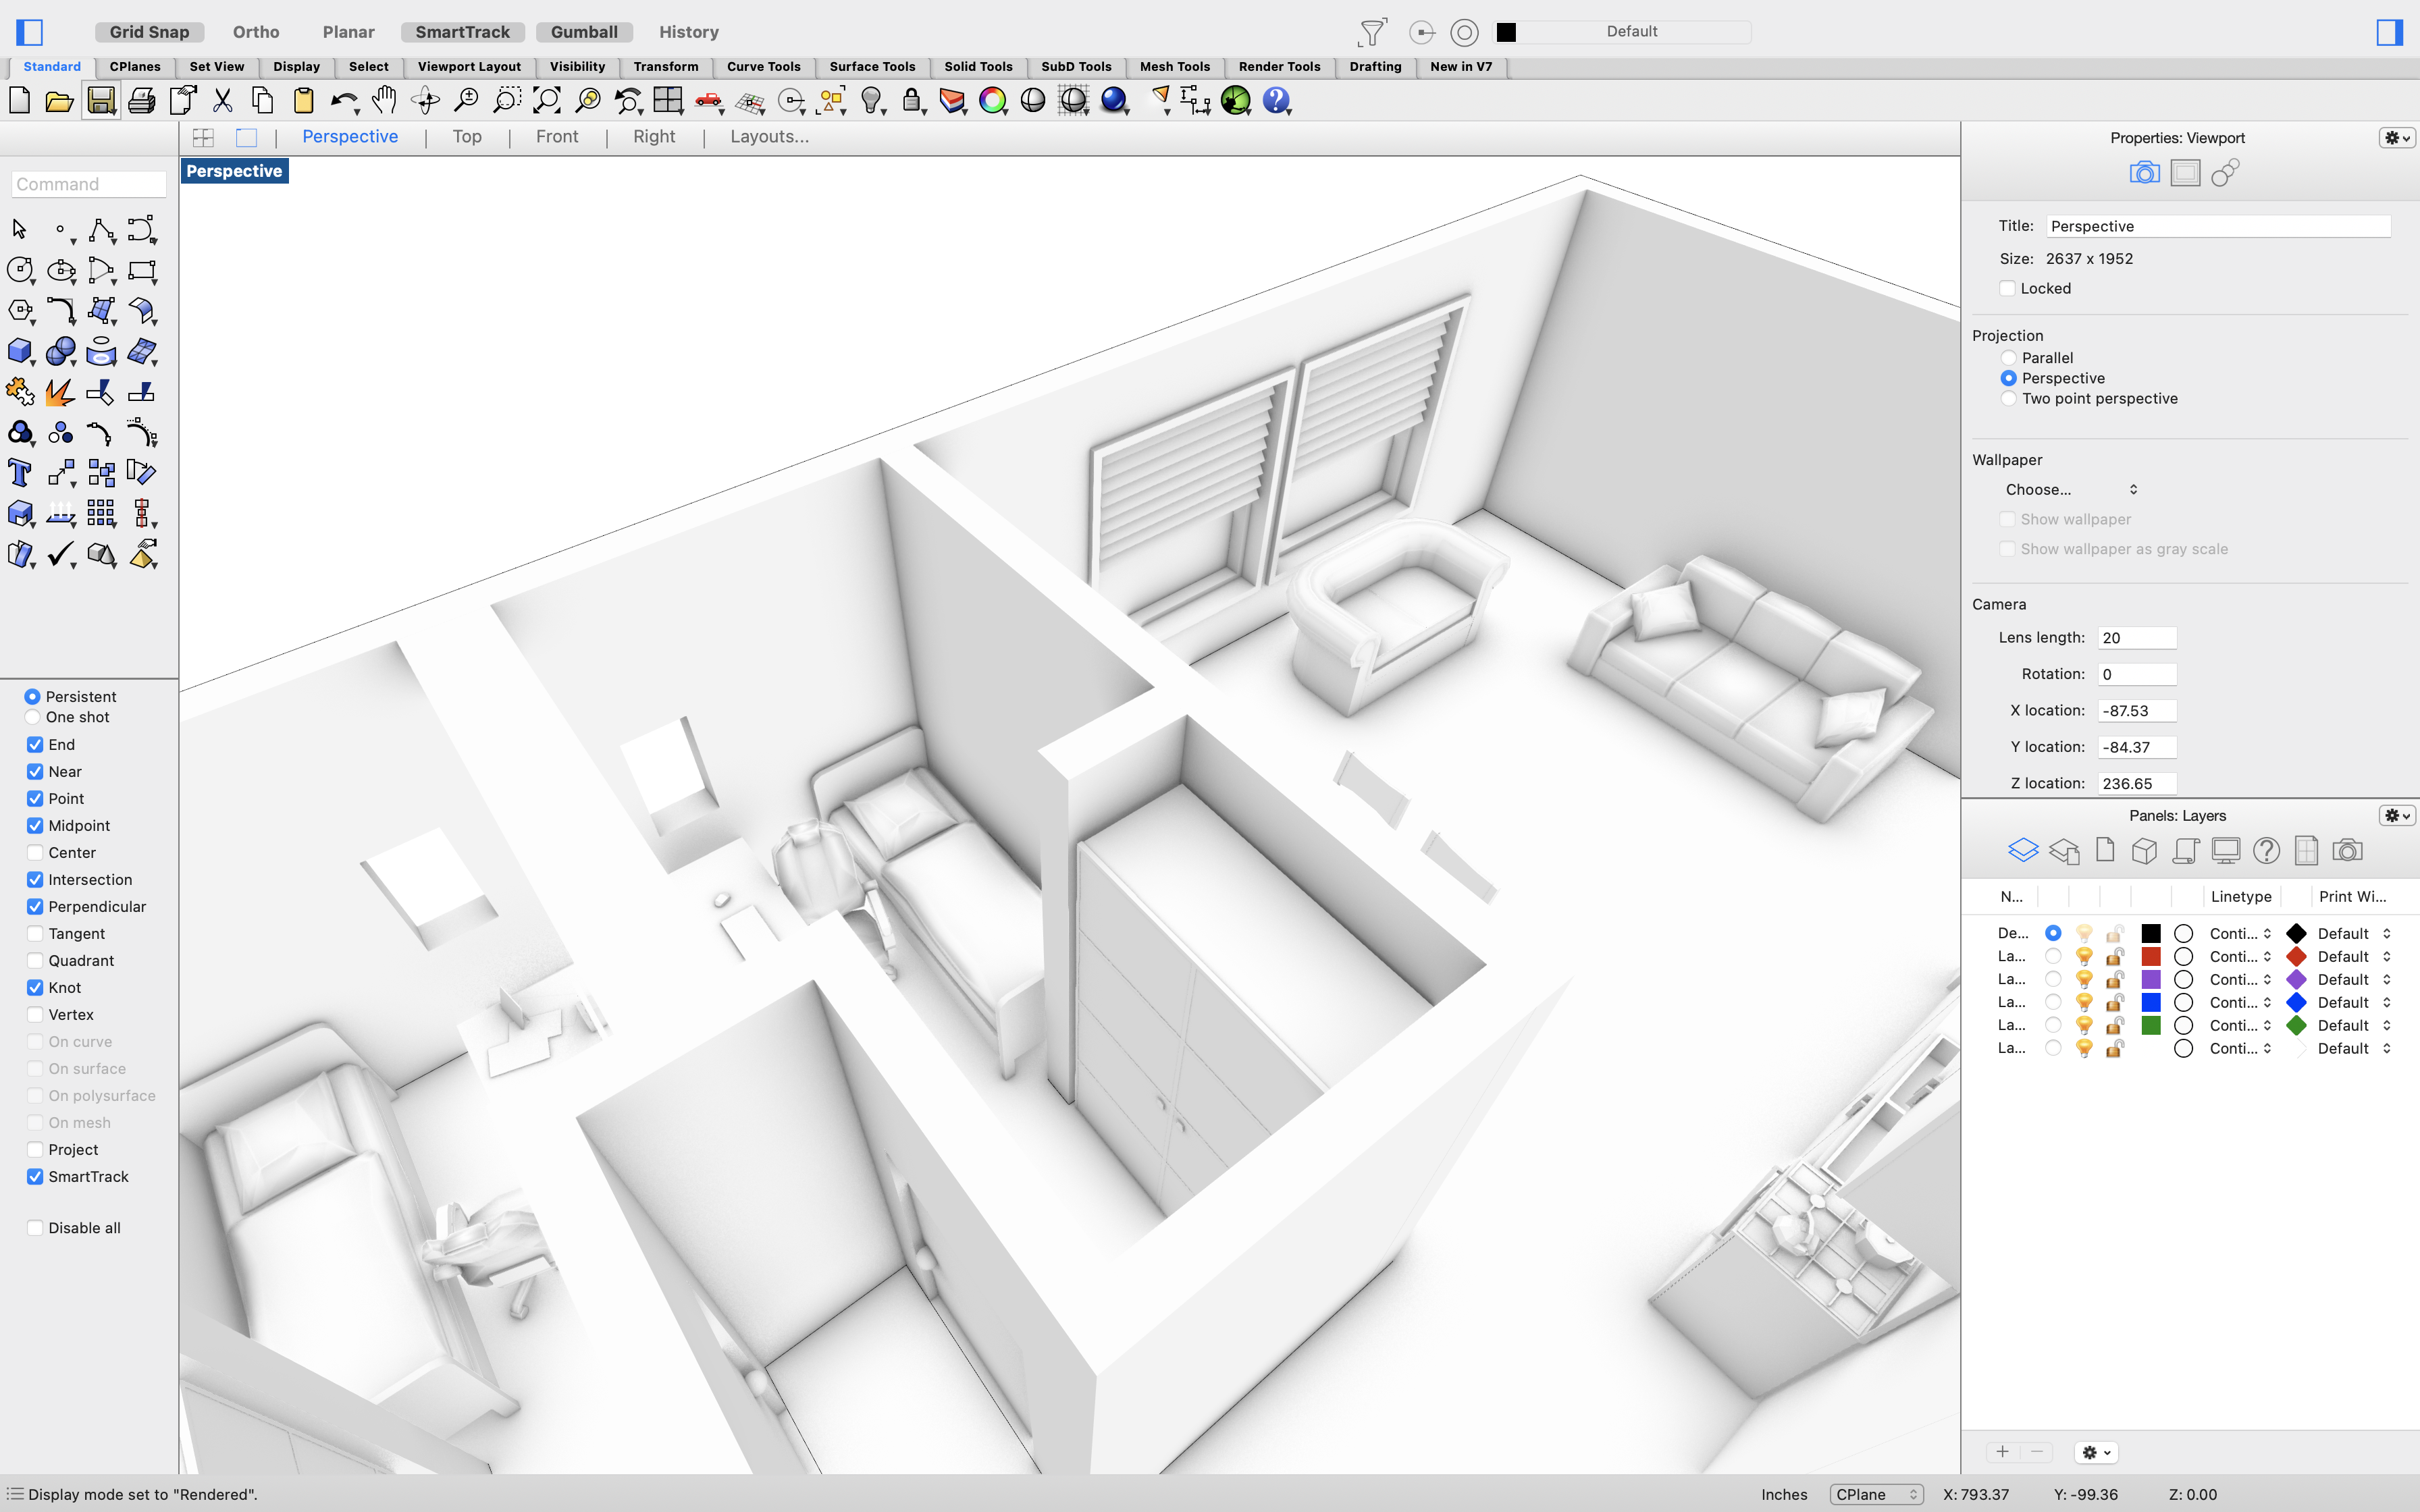 Grid Snap Ortho Planar SmartTrack Gumball History Default
Standard CPlanes Set View Display Select Viewport Layout Visibility Transform Curve Tools Surface Tools Solid Tools SubD Tools Mesh Tools Render Tools Drafting New in V7
Perspective | Top | Front | Right | Layouts...
Perspective
Command
Persistent
One shot
End
Near
Point
Midpoint
Center
Intersection
Perpendicular
Tangent
Quadrant
Knot
Vertex
On curve
On surface
On polysurface
On mesh
Project
SmartTrack
Disable all
Properties: Viewport
Title: Perspective
Size: 2637 x 1952
Locked
Projection
Parallel
Perspective
Two point perspective
Wallpaper
Choose...
Show wallpaper
Show wallpaper as gray scale
Camera
Lens length: 20
Rotation: 0
X location: -87.53
Y location: -84.37
Z location: 236.65
Panels: Layers
N... Linetype Print Wi...
De... Conti... Default
La... Conti... Default
La... Conti... Default
La... Conti... Default
La... Conti... Default
La... Conti... Default
Display mode set to "Rendered". Inches CPlane X: 793.37 Y: -99.36 Z: 0.00